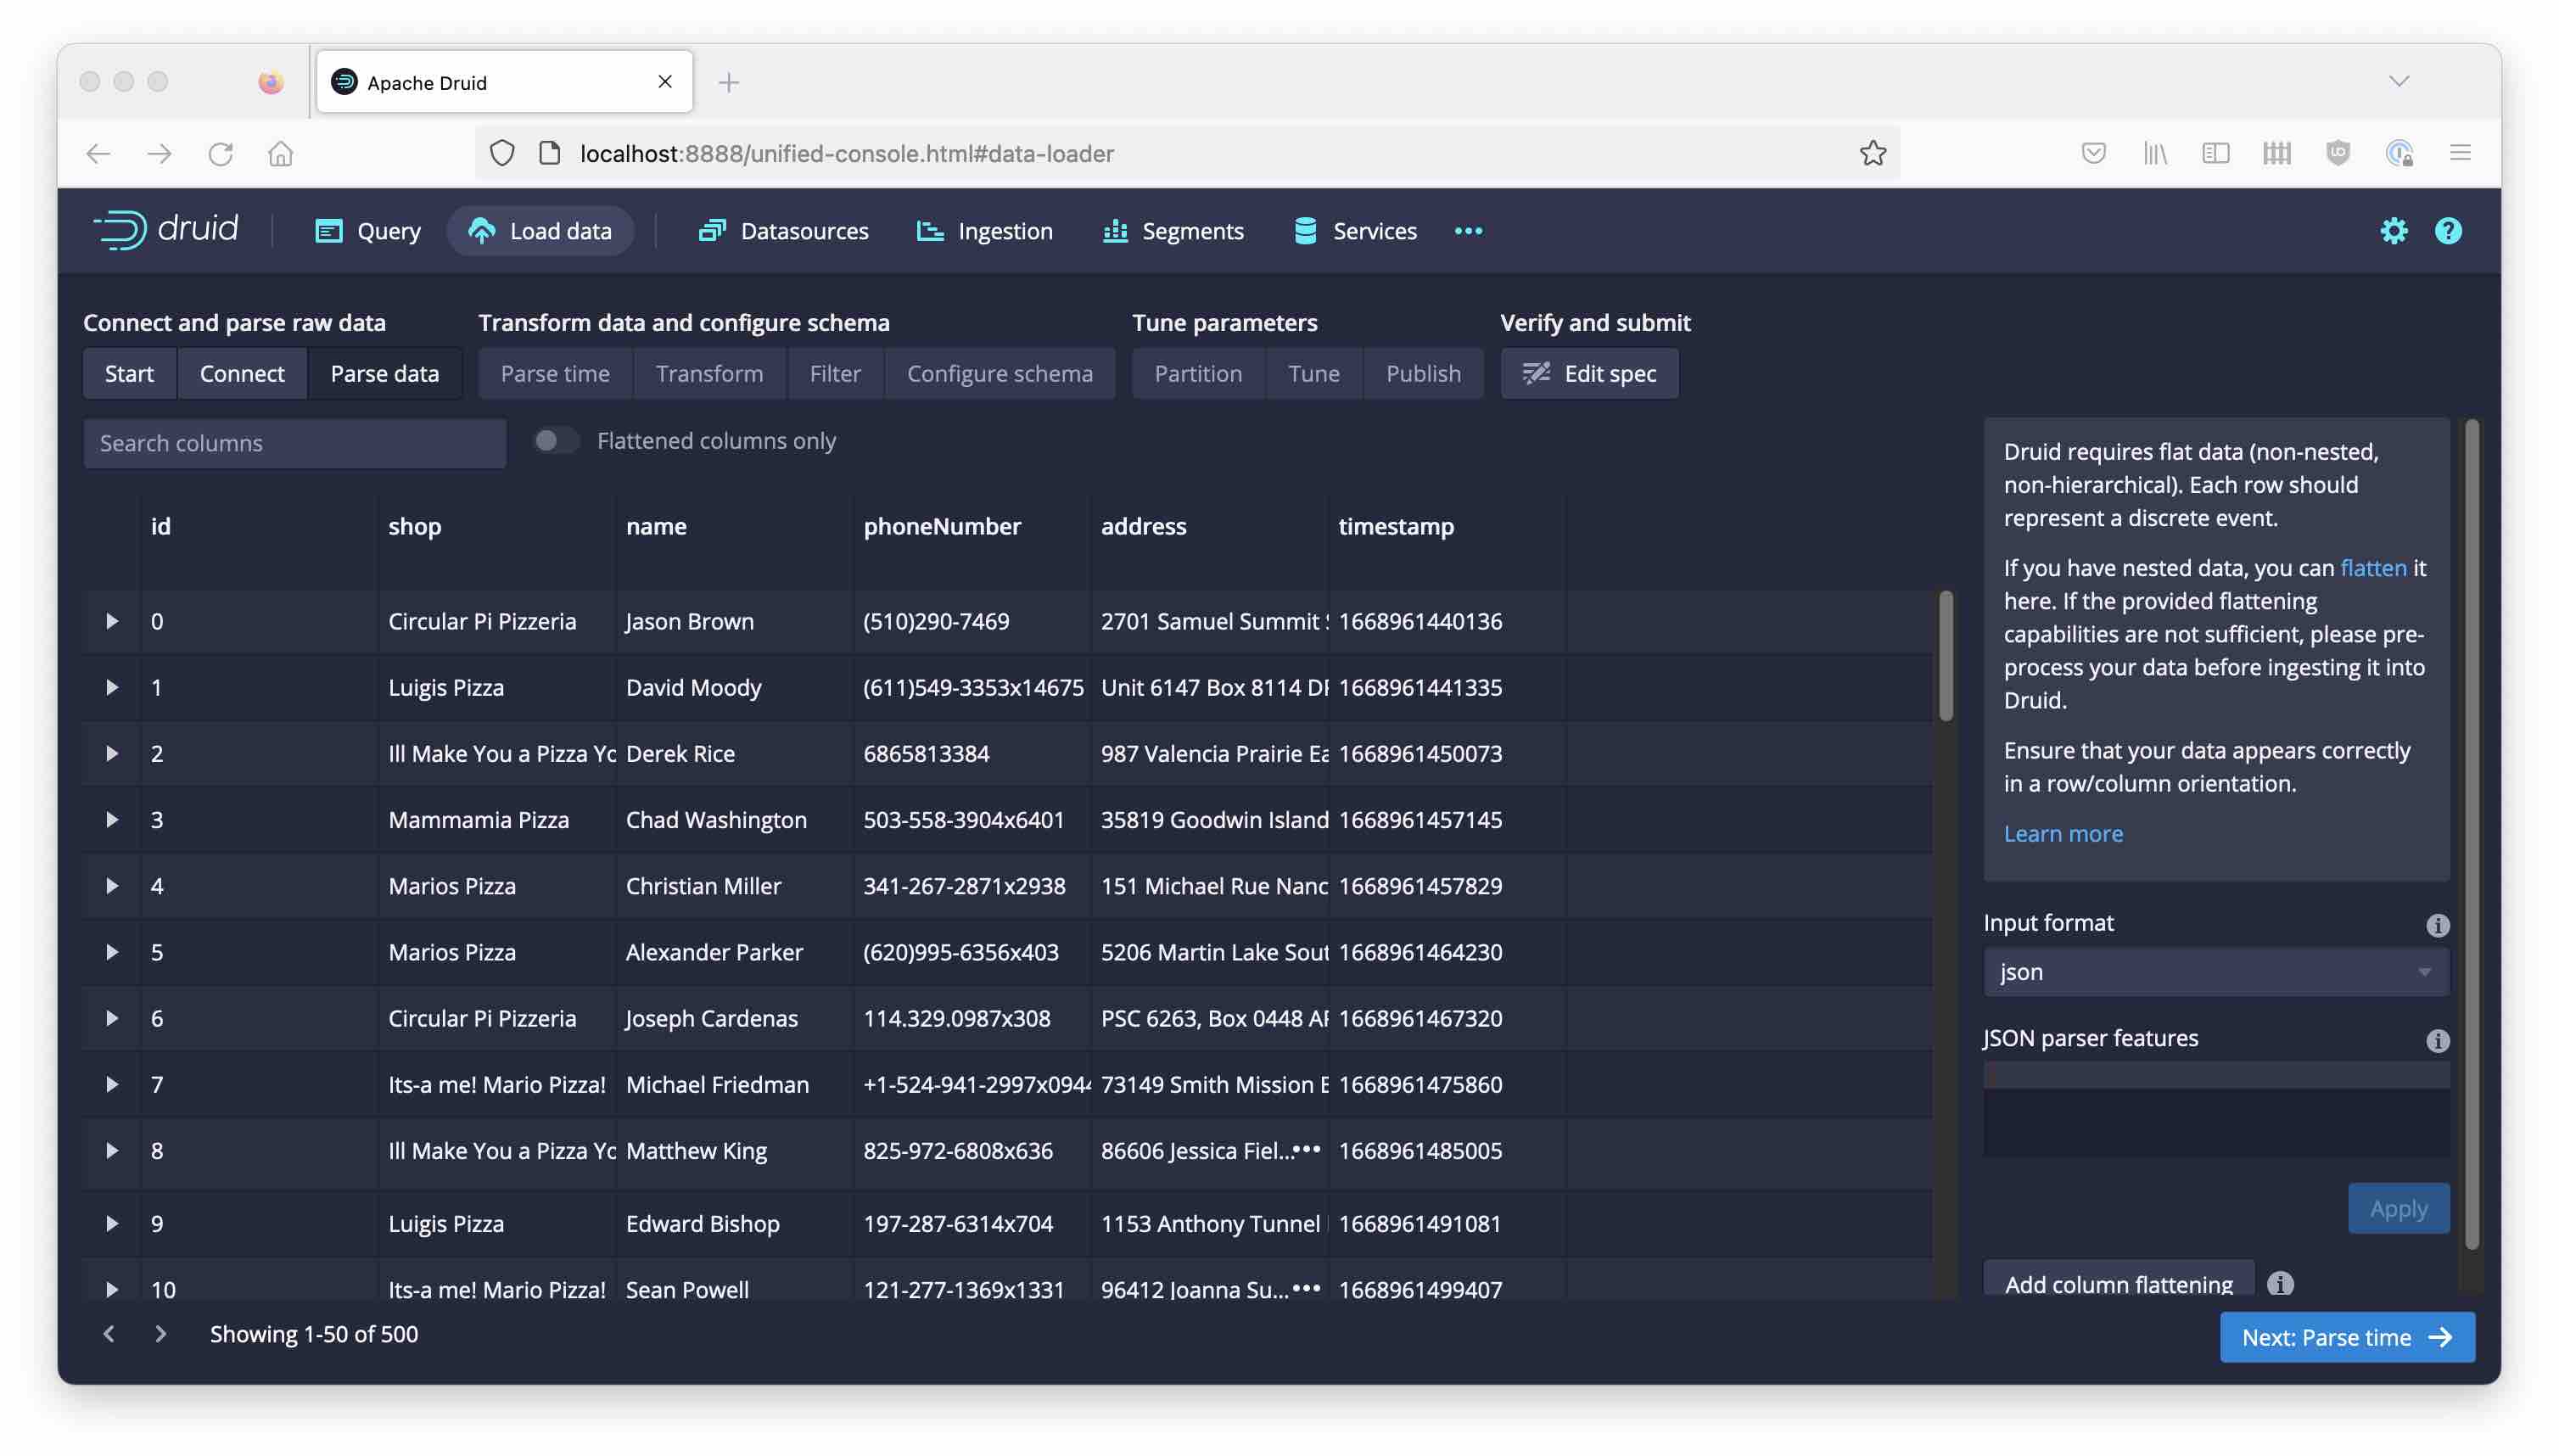 Apache Druid
localhost:8888/unified-console.html#data-loader
druid Query Load data Datasources Ingestion Segments Services
Connect and parse raw data Transform data and configure schema Tune parameters Verify and submit
Start Connect Parse data Parse time Transform Filter Configure schema Partition Tune Publish Edit spec
Search columns Flattened columns only
id shop name phoneNumber address timestamp
0 Circular Pi Pizzeria Jason Brown (510)290-7469 2701 Samuel Summit 1668961440136
1 Luigis Pizza David Moody (611)549-3353x14675 Unit 6147 Box 8114 1668961441335
2 Ill Make You a Pizza Derek Rice 6865813384 987 Valencia Prairie 1668961450073
3 Mammamia Pizza Chad Washington 503-558-3904x6401 35819 Goodwin Island 1668961457145
4 Marios Pizza Christian Miller 341-267-2871x2938 151 Michael Rue Nanc 1668961457829
5 Marios Pizza Alexander Parker (620)995-6356x403 5206 Martin Lake Sout 1668961464230
6 Circular Pi Pizzeria Joseph Cardenas 114.329.0987x308 PSC 6263, Box 0448 1668961467320
7 Its-a me! Mario Pizza! Michael Friedman +1-524-941-2997x094 73149 Smith Mission 1668961475860
8 Ill Make You a Pizza Matthew King 825-972-6808x636 86606 Jessica Fiel...••• 1668961485005
9 Luigis Pizza Edward Bishop 197-287-6314x704 1153 Anthony Tunnel 1668961491081
10 Its-a me! Mario Pizza! Sean Powell 121-277-1369x1331 96412 Joanna Su...••• 1668961499407
Showing 1-50 of 500
Druid requires flat data (non-nested,
non-hierarchical). Each row should
represent a discrete event.
If you have nested data, you can flatten it
here. If the provided flattening
capabilities are not sufficient, please pre-
process your data before ingesting it into
Druid.
Ensure that your data appears correctly
in a row/column orientation.
Learn more
Input format
json
JSON parser features
Apply
Add column flattening
Next: Parse time